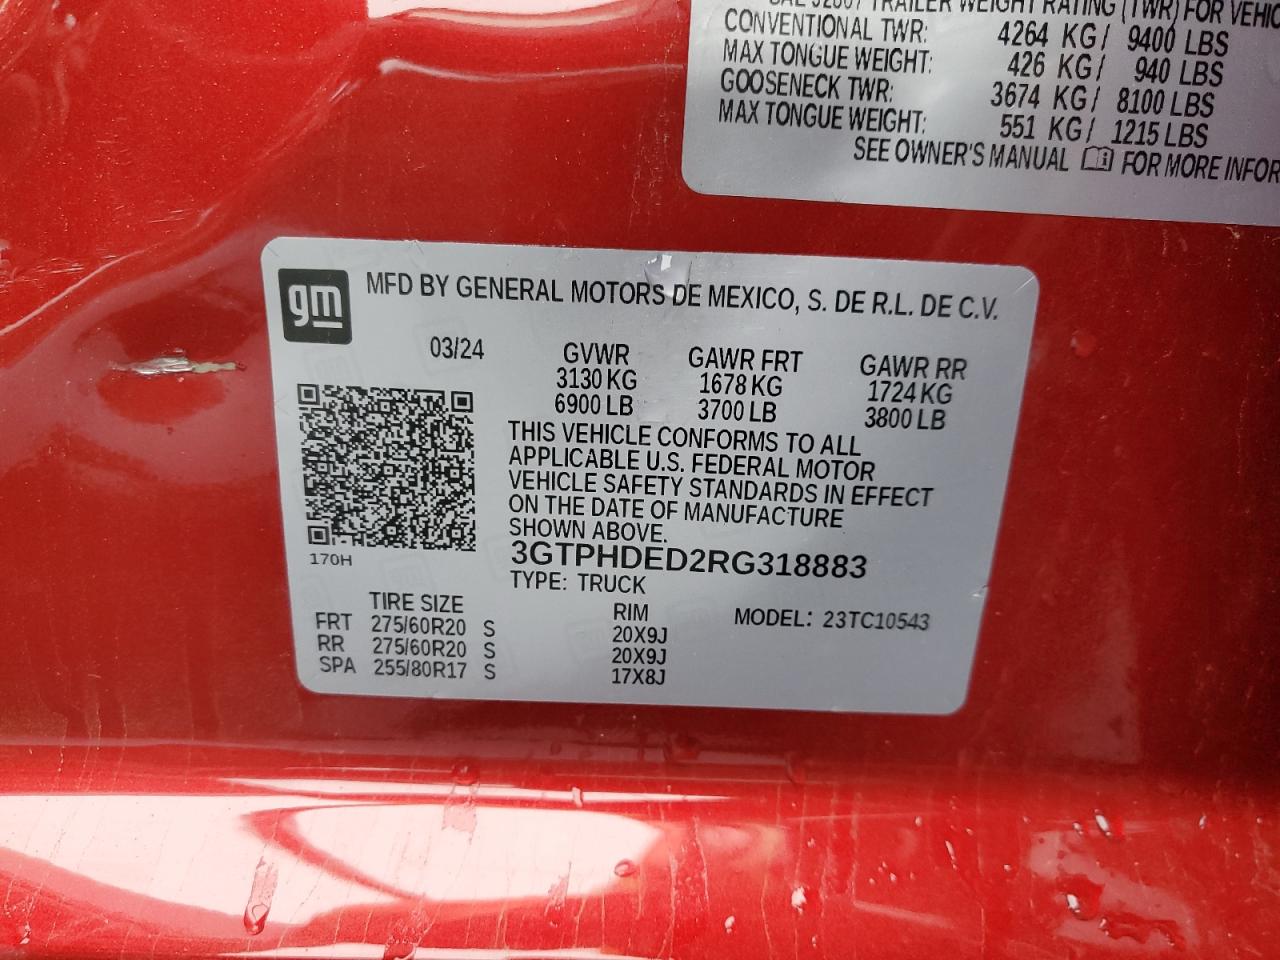 TRAILER WEIGHT RATING (TWR) FOR
CONVENTIONAL TWR: 4264 KG/ 9400 LBS
MAX TONGUE WEIGHT: 426 KG/ 940 LBS
GOOSENECK TWR: 3674 KG/ 8100 LBS
MAX TONGUE WEIGHT: 551 KG/ 1215 LBS
SEE OWNER'S MANUAL FOR MORE
gm
MFD BY GENERAL MOTORS DE MEXICO, S. DE R.L. DE C.V.
03/24 GVWR GAWR FRT GAWR RR
3130 KG 1678 KG 1724 KG
6900 LB 3700 LB 3800 LB
THIS VEHICLE CONFORMS TO ALL
APPLICABLE U.S. FEDERAL MOTOR
VEHICLE SAFETY STANDARDS IN EFFECT
ON THE DATE OF MANUFACTURE
SHOWN ABOVE.
170H
3GTPHDED2RG318883
TYPE: TRUCK
TIRE SIZE RIM MODEL: 23TC10543
FRT 275/60R20 S 20X9J
RR 275/60R20 S 20X9J
SPA 255/80R17 S 17X8J